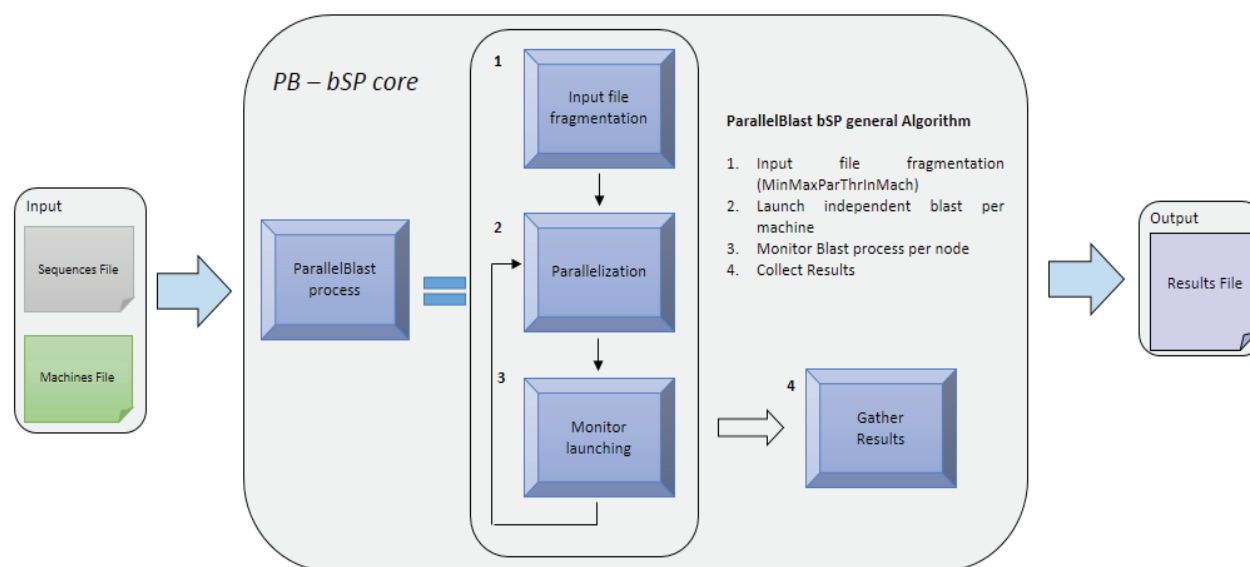 Input
Sequences File
Machines File
PB – bSP core
ParallelBlast
process
1
Input file
fragmentation
2
Parallelization
3
Monitor
launching
ParallelBlast bSP general Algorithm
1. Input file fragmentation
(MinMaxParThrInMach)
2. Launch independent blast per
machine
3. Monitor Blast process per node
4. Collect Results
4
Gather
Results
Output
Results File